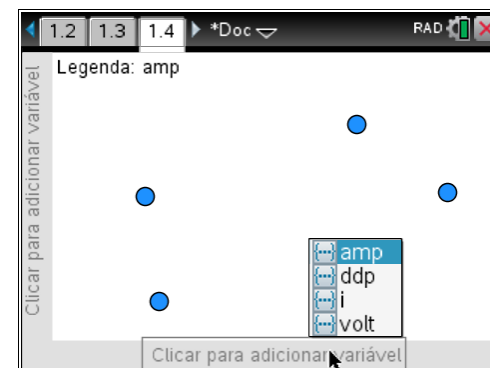 1.2 1.3 1.4 *Doc RAD
Legenda: amp
Clicar para adicionar variável
amp
ddp
i
volt
Clicar para adicionar variável